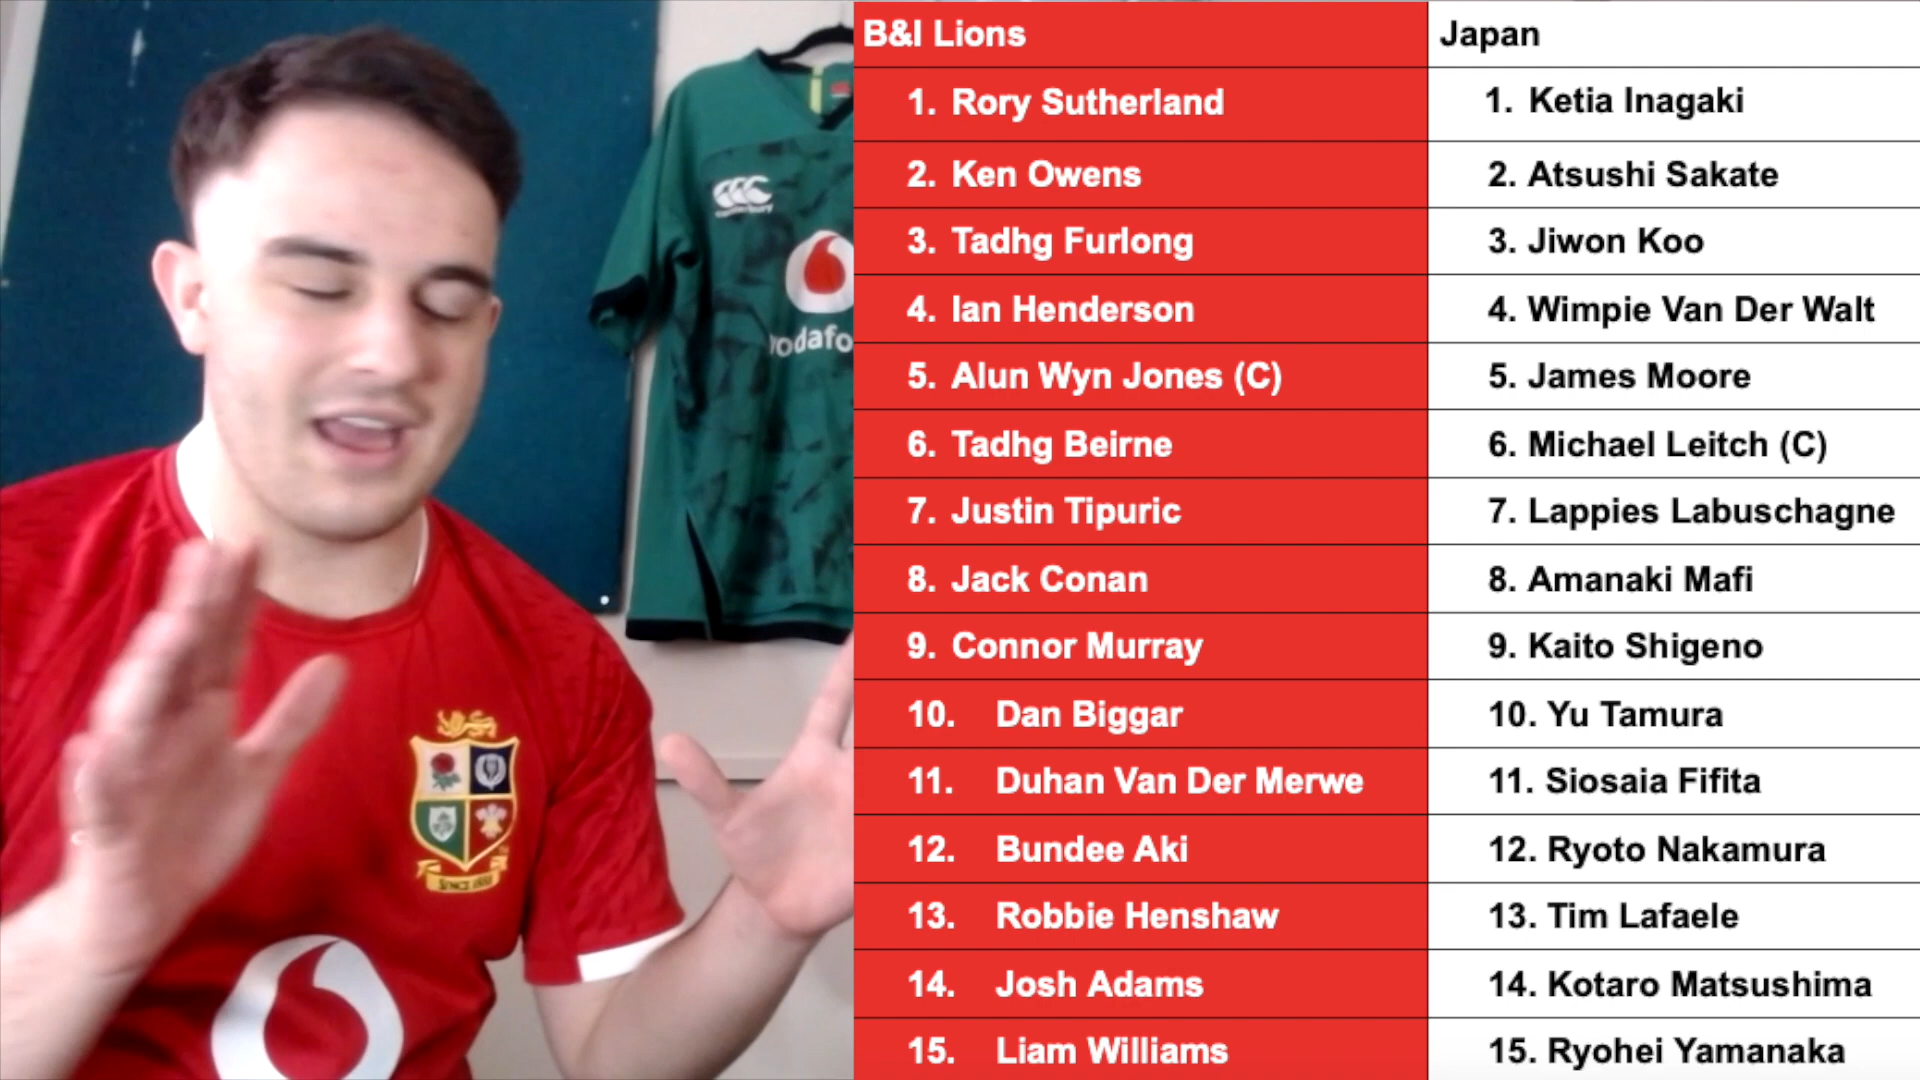 B&I Lions
1. Rory Sutherland
2. Ken Owens
3. Tadhg Furlong
4. Ian Henderson
5. Alun Wyn Jones (C)
6. Tadhg Beirne
7. Justin Tipuric
8. Jack Conan
9. Connor Murray
10. Dan Biggar
11. Duhan Van Der Merwe
12. Bundee Aki
13. Robbie Henshaw
14. Josh Adams
15. Liam Williams
Japan
1. Ketia Inagaki
2. Atsushi Sakate
3. Jiwon Koo
4. Wimpie Van Der Walt
5. James Moore
6. Michael Leitch (C)
7. Lappies Labuschagne
8. Amanaki Mafi
9. Kaito Shigeno
10. Yu Tamura
11. Siosaia Fifita
12. Ryoto Nakamura
13. Tim Lafaele
14. Kotaro Matsushima
15. Ryohei Yamanaka
canterbury
vodafo
SINCE 1888